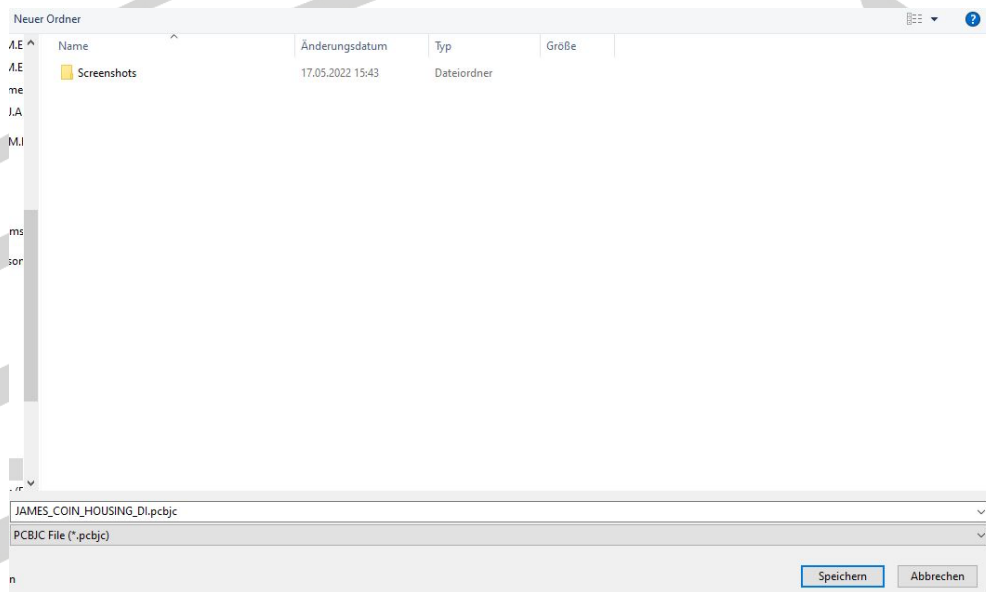 Neuer Ordner
Name Änderungsdatum Typ Größe
Screenshots 17.05.2022 15:43 Dateiordner
JAMES_COIN_HOUSING_DI.pcbjc
PCBJC File (*.pcbjc)
Speichern Abbrechen